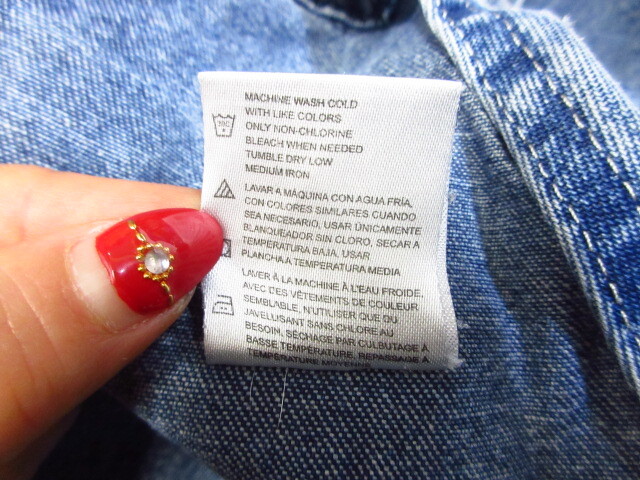 MACHINE WASH COLD
WITH LIKE COLORS
ONLY NON-CHLORINE
BLEACH WHEN NEEDED
TUMBLE DRY LOW
MEDIUM IRON
LAVAR A MÁQUINA CON AGUA FRÍA,
CON COLORES SIMILARES CUANDO
SEA NECESARIO, USAR ÚNICAMENTE
BLANQUEADOR SIN CLORO, SECAR A
TEMPERATURA BAJA, USAR
PLANCHA A TEMPERATURA MEDIA
LAVER À LA MACHINE À L'EAU FROIDE,
AVEC DES VÊTEMENTS DE COULEUR
SEMBLABLE, N'UTILISER QUE DU
JAVELLISANT SANS CHLORE AU
BESOIN, SÉCHAGE PAR CULBUTAGE À
BASSE TEMPÉRATURE, REPASSAGE À
TEMPÉRATURE MOYENNE